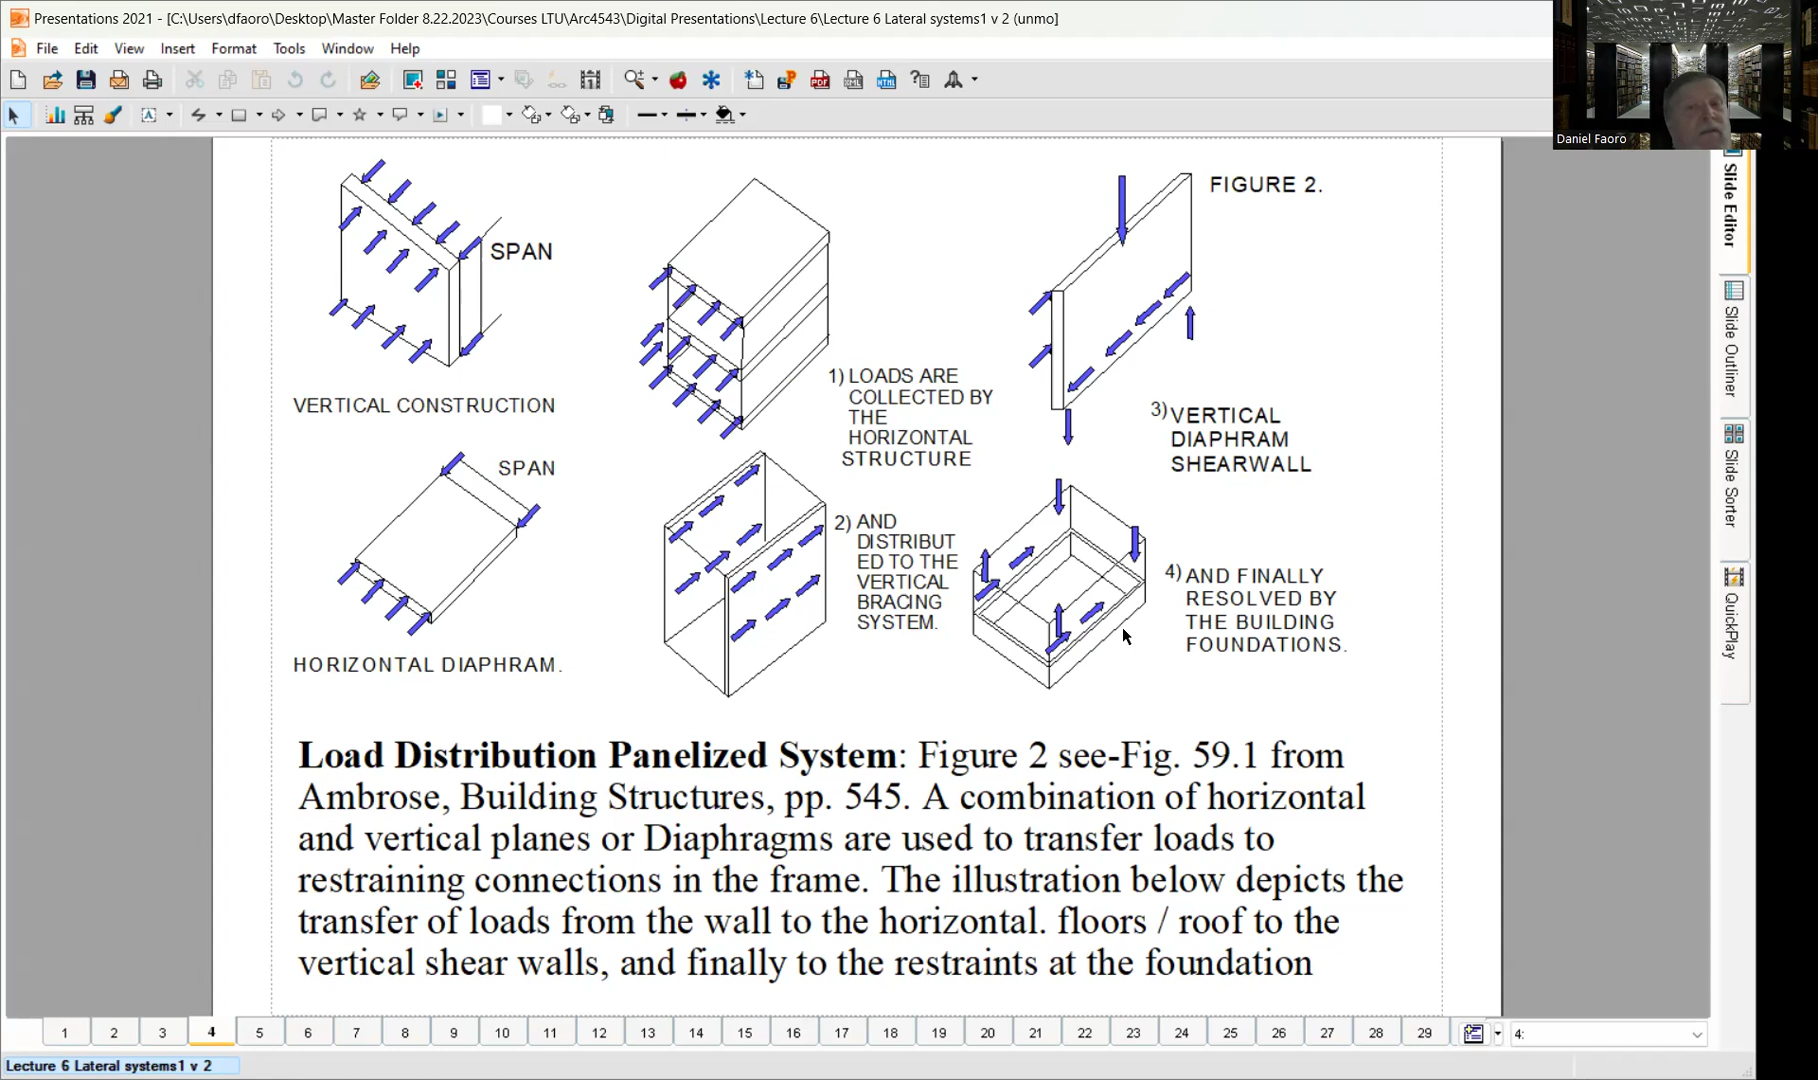 Presentations 2021 - [C:\Users\dfaoro\Desktop\Master Folder 8.22.2023\Courses LTU\Arc4543\Digital Presentations\Lecture 6\Lecture 6 Lateral systems1 v 2 (unmo)
File Edit View Insert Format Tools Window Help
Daniel Faoro
Slide Editor
Slide Outliner
Slide Sorter
QuickPlay
SPAN
VERTICAL CONSTRUCTION
SPAN
HORIZONTAL DIAPHRAM.
1) LOADS ARE
COLLECTED BY
THE
HORIZONTAL
STRUCTURE
2) AND
DISTRIBUT
ED TO THE
VERTICAL
BRACING
SYSTEM.
FIGURE 2.
3) VERTICAL
DIAPHRAM
SHEARWALL
4) AND FINALLY
RESOLVED BY
THE BUILDING
FOUNDATIONS.
Load Distribution Panelized System: Figure 2 see-Fig. 59.1 from
Ambrose, Building Structures, pp. 545. A combination of horizontal
and vertical planes or Diaphragms are used to transfer loads to
restraining connections in the frame. The illustration below depicts the
transfer of loads from the wall to the horizontal. floors / roof to the
vertical shear walls, and finally to the restraints at the foundation
1 2 3 4 5 6 7 8 9 10 11 12 13 14 15 16 17 18 19 20 21 22 23 24 25 26 27 28 29 4:
Lecture 6 Lateral systems1 v 2